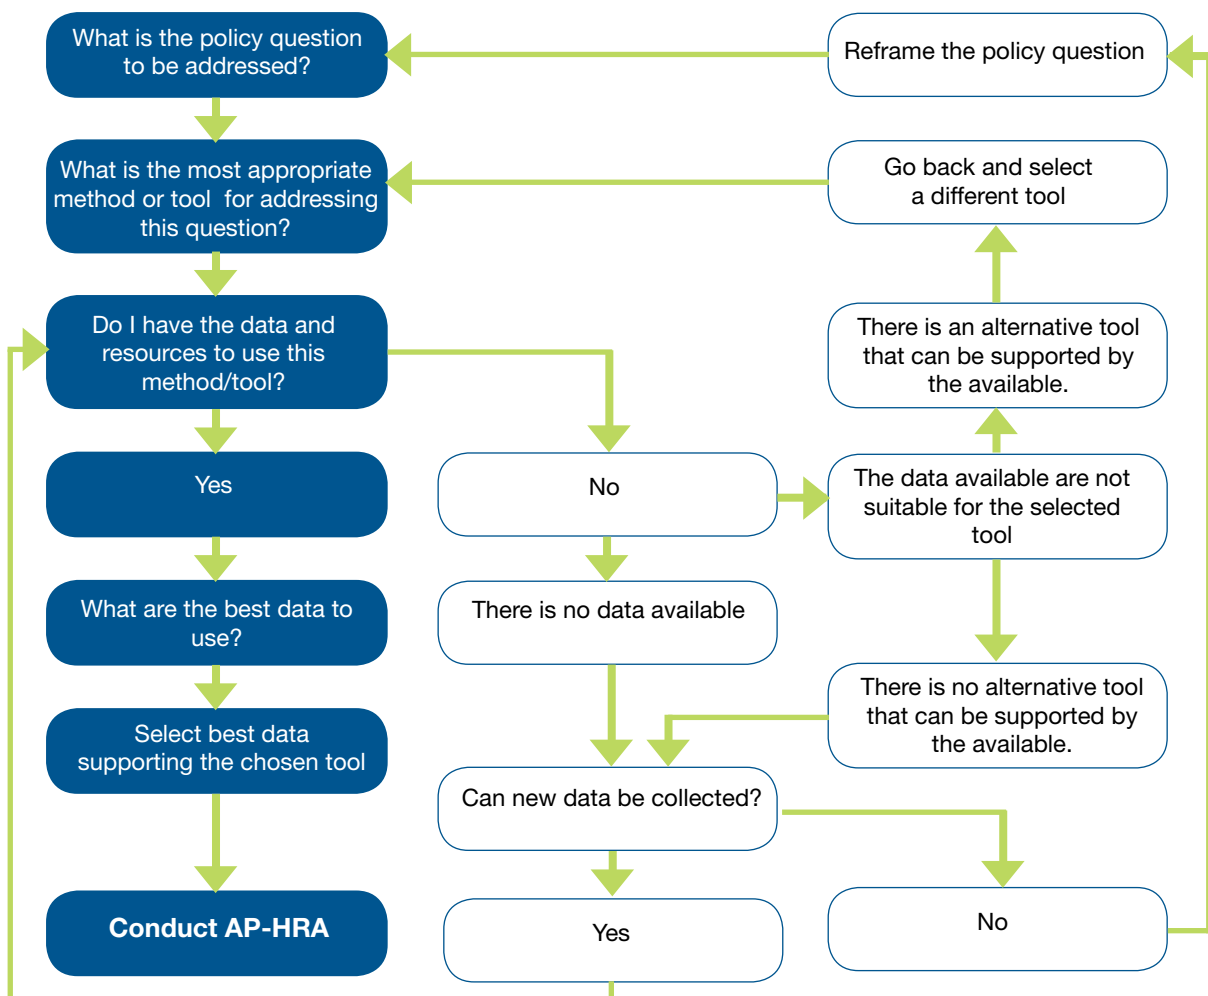 What is the policy question
to be addressed?
Reframe the policy question
What is the most appropriate
method or tool for addressing
this question?
Go back and select
a different tool
Do I have the data and
resources to use this
method/tool?
There is an alternative tool
that can be supported by
the available.
Yes
No
The data available are not
suitable for the selected
tool
What are the best data to
use?
There is no data available
There is no alternative tool
that can be supported by
the available.
Select best data
supporting the chosen tool
Can new data be collected?
Conduct AP-HRA
Yes
No